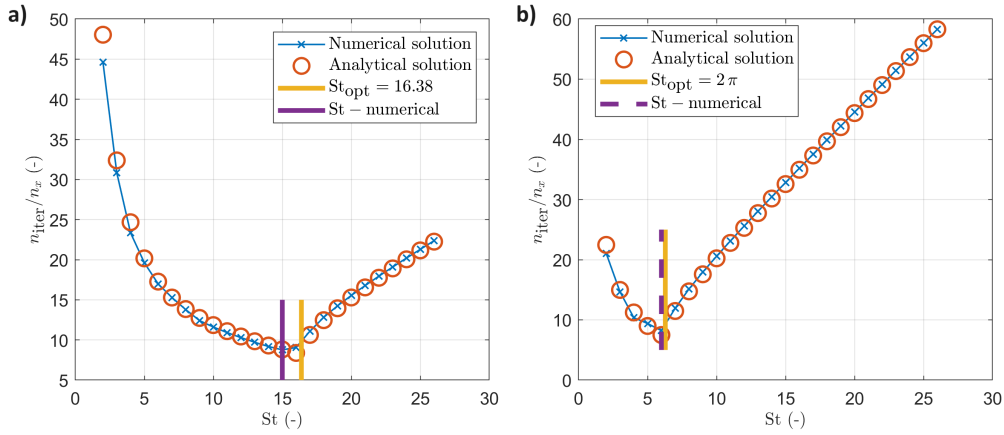 a)
50
45
40
35
30
25
20
15
10
5
n_iter/n_x (-)
0
5
10
15
20
25
30
St (-)
Numerical solution
Analytical solution
St_opt = 16.38
St − numerical
b)
60
50
40
30
20
10
0
n_iter/n_x (-)
0
5
10
15
20
25
30
St (-)
Numerical solution
Analytical solution
St_opt = 2 π
St − numerical